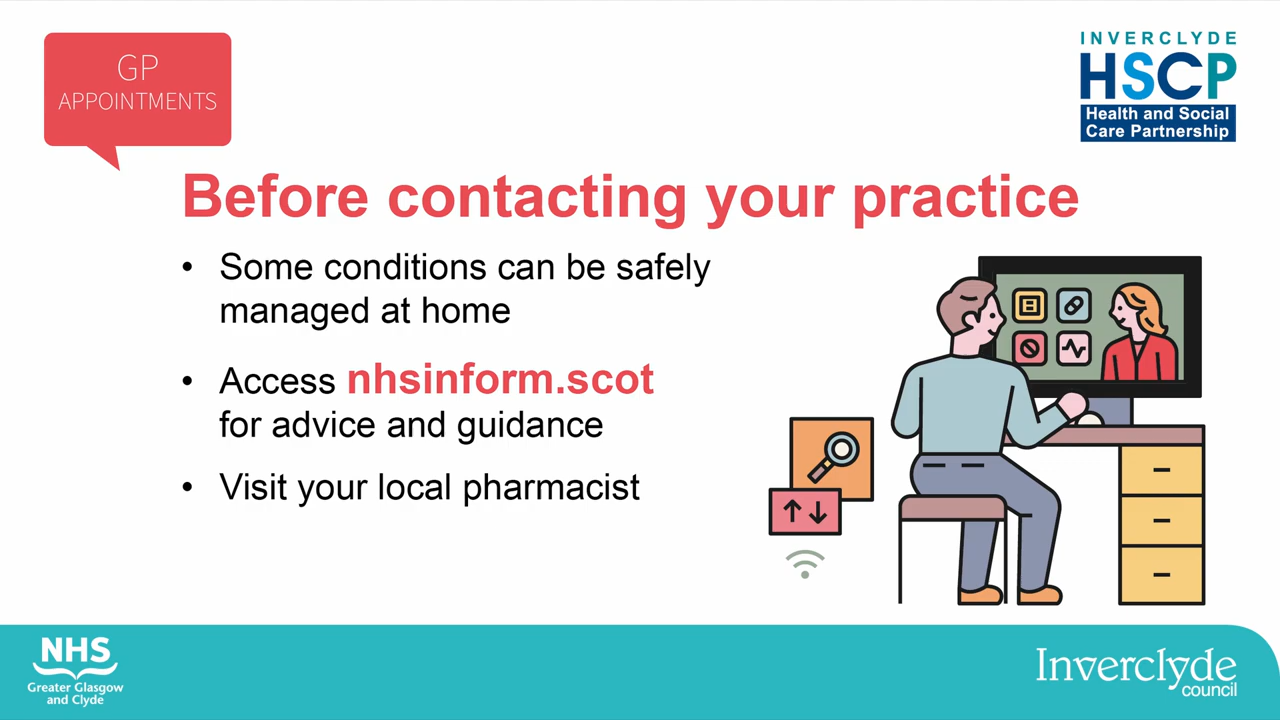 GP
APPOINTMENTS
INVERCLYDE
HSCP
Health and Social
Care Partnership
Before contacting your practice
• Some conditions can be safely
managed at home
• Access nhsinform.scot
for advice and guidance
• Visit your local pharmacist
NHS
Greater Glasgow
and Clyde
Inverclyde
council